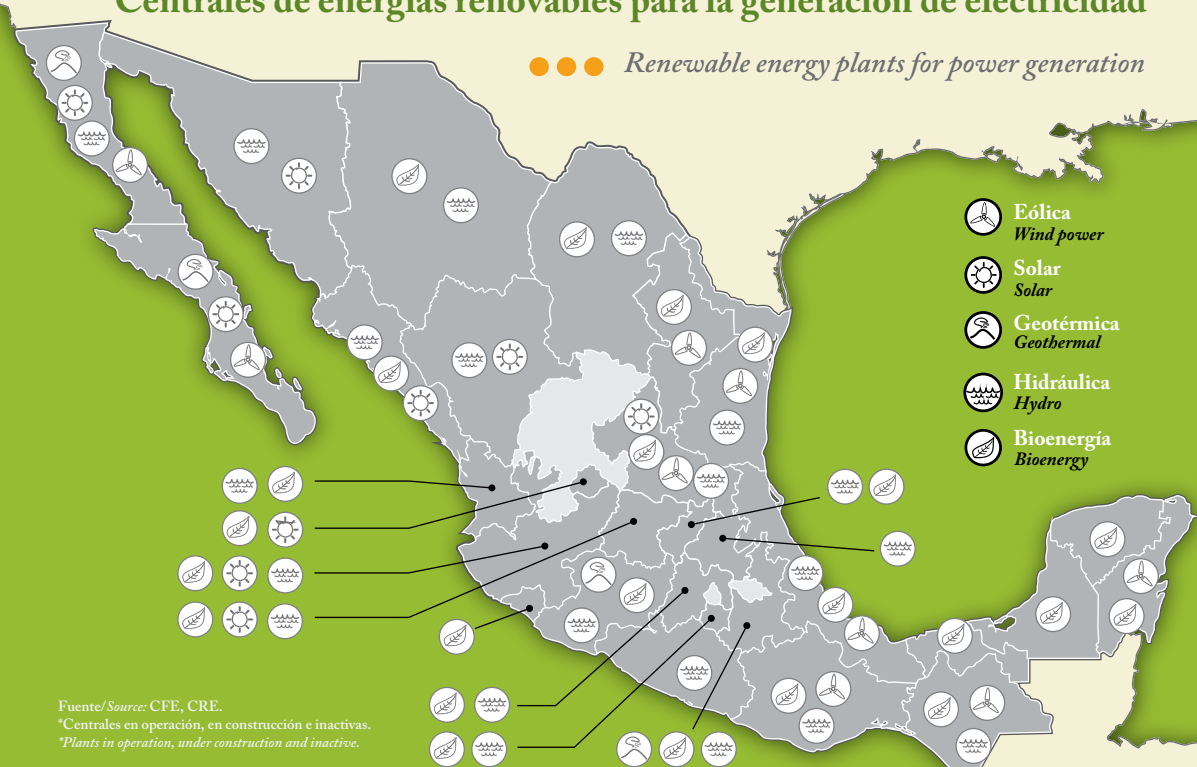 Centrales de energías renovables para la generación de electricidad
Renewable energy plants for power generation
Eólica
Wind power
Solar
Solar
Geotérmica
Geothermal
Hidráulica
Hydro
Bioenergía
Bioenergy
Fuente/Source: CFE, CRE.
*Centrales en operación, en construcción e inactivas.
*Plants in operation, under construction and inactive.